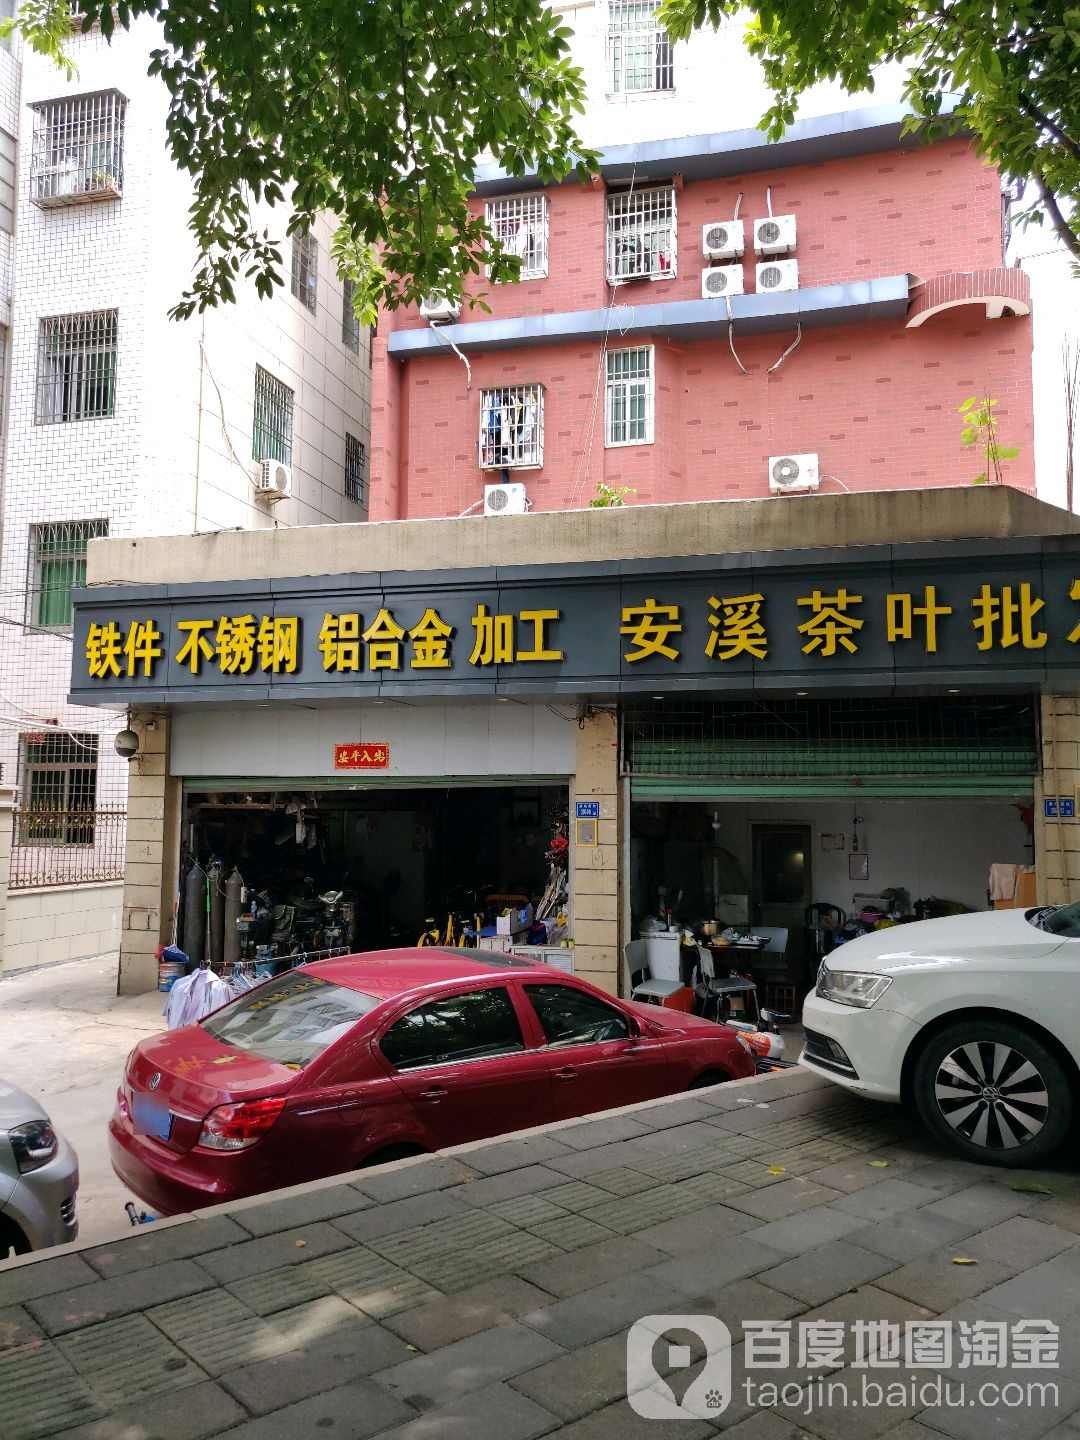 铁件 不锈钢 铝合金 加工
安溪茶叶批发
出入平安
百度地图淘金
taojin.baidu.com